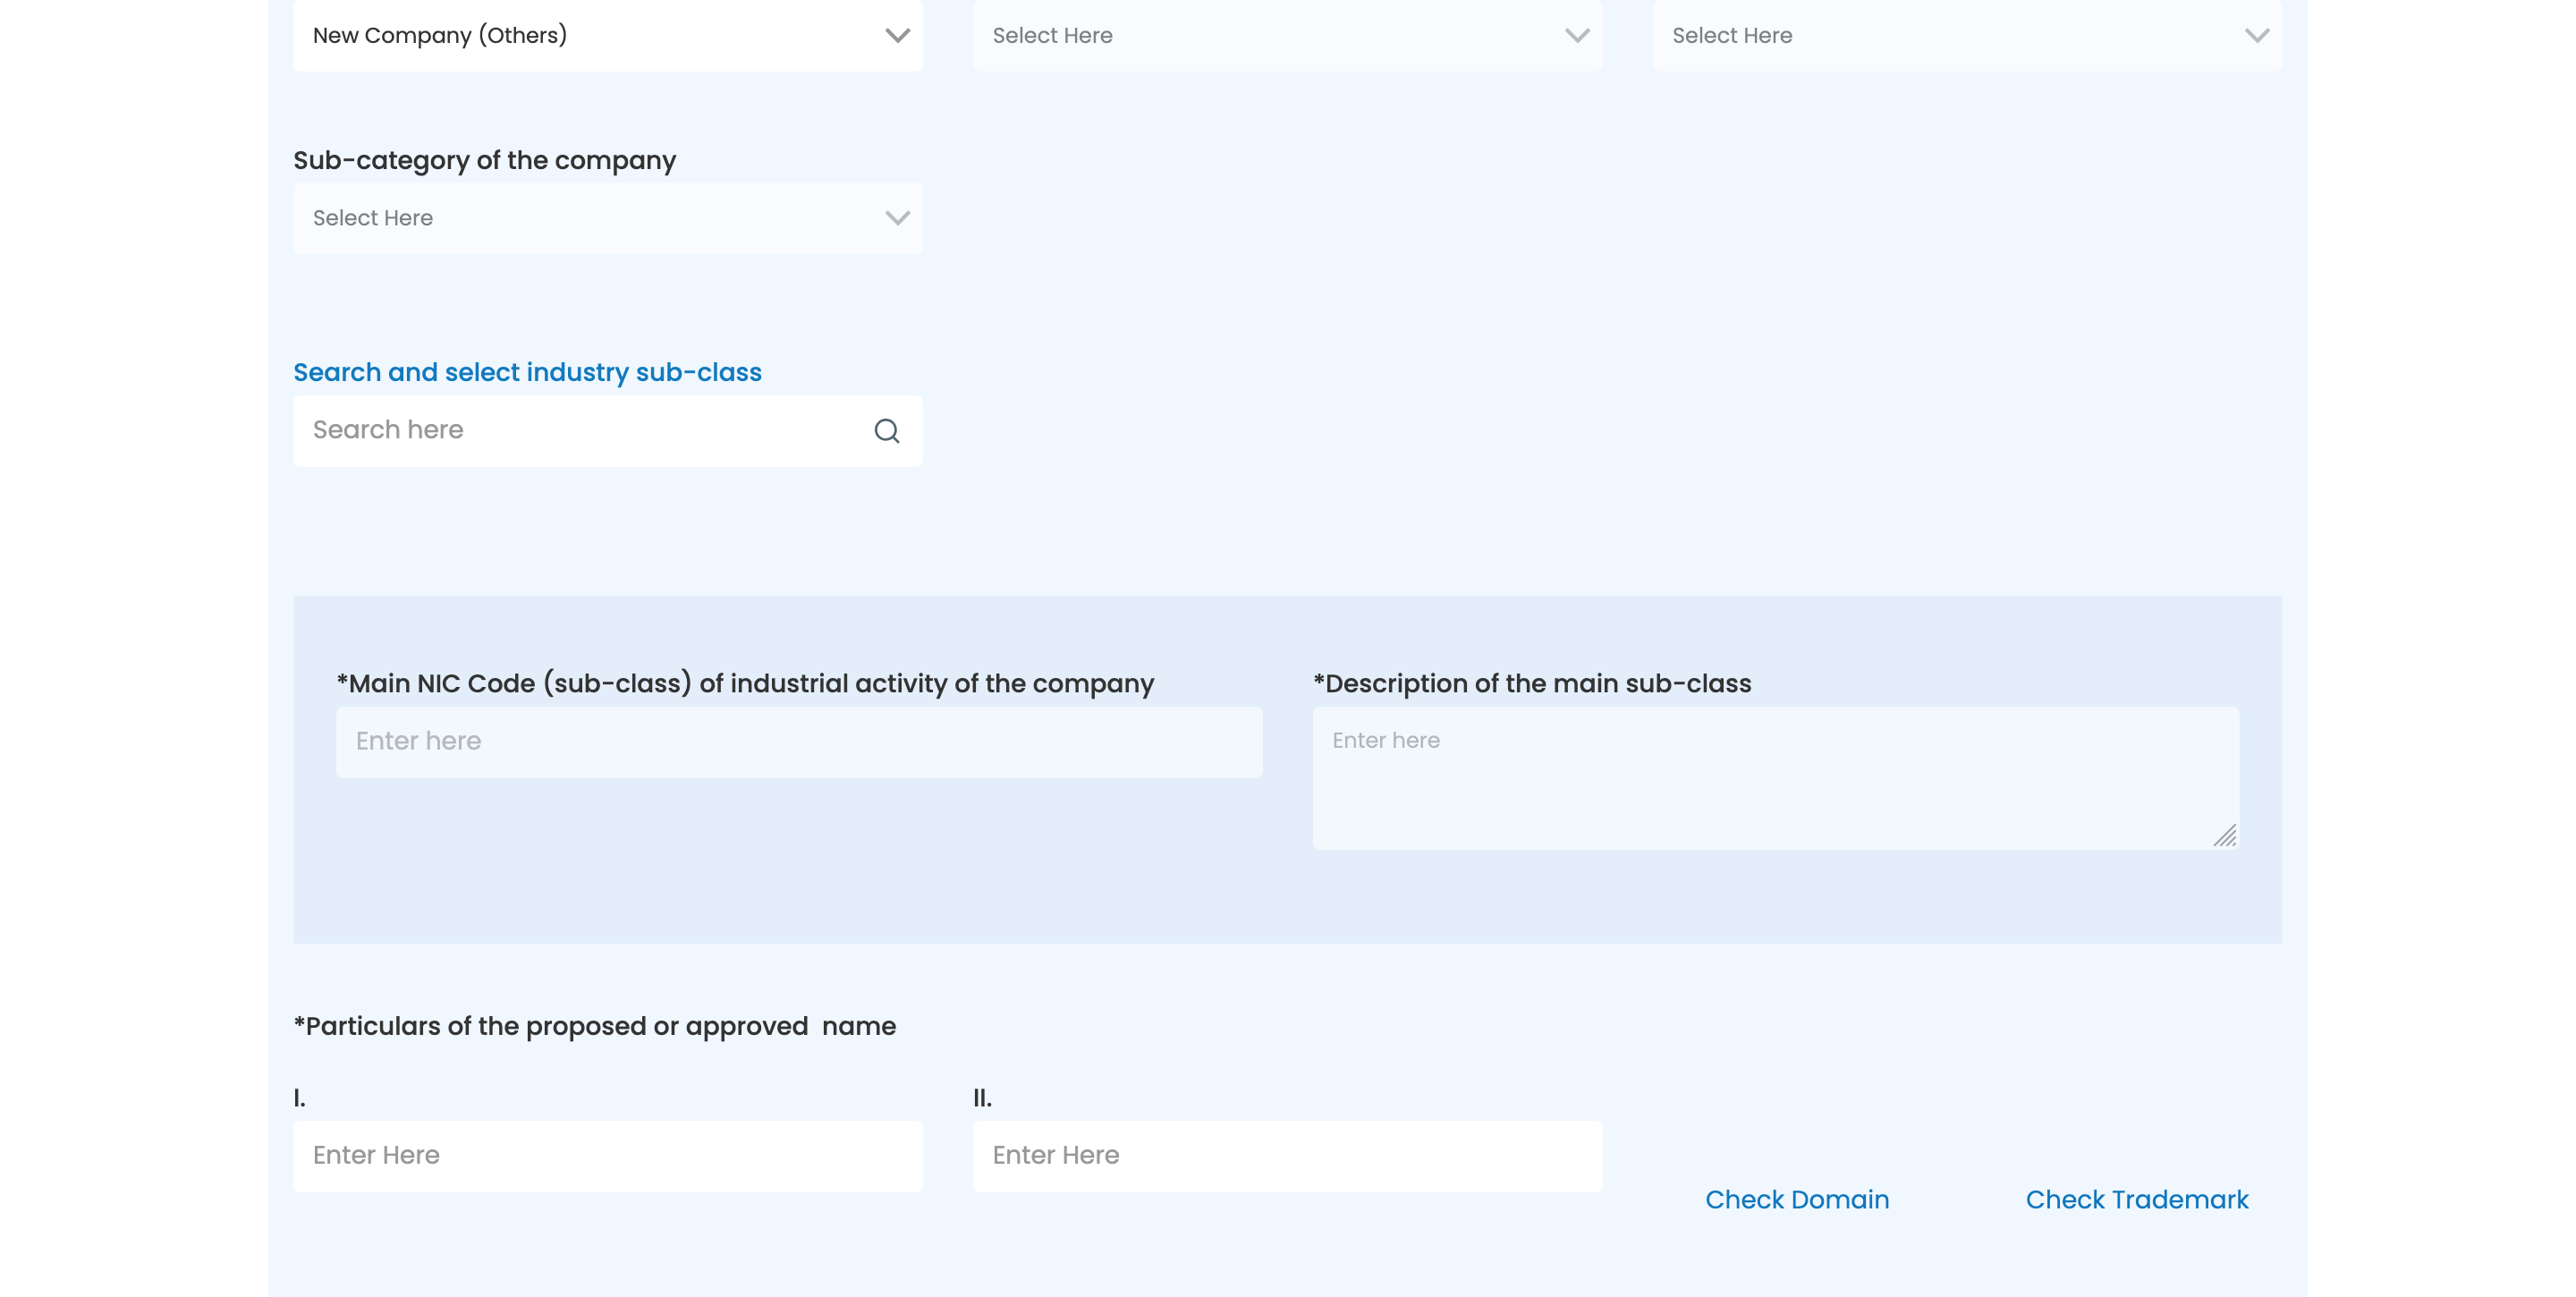 New Company (Others)
Select Here
Select Here
Sub-category of the company
Select Here
Search and select industry sub-class
Search here
*Main NIC Code (sub-class) of industrial activity of the company
Enter here
*Description of the main sub-class
Enter here
*Particulars of the proposed or approved  name
I.
Enter Here
II.
Enter Here
Check Domain
Check Trademark